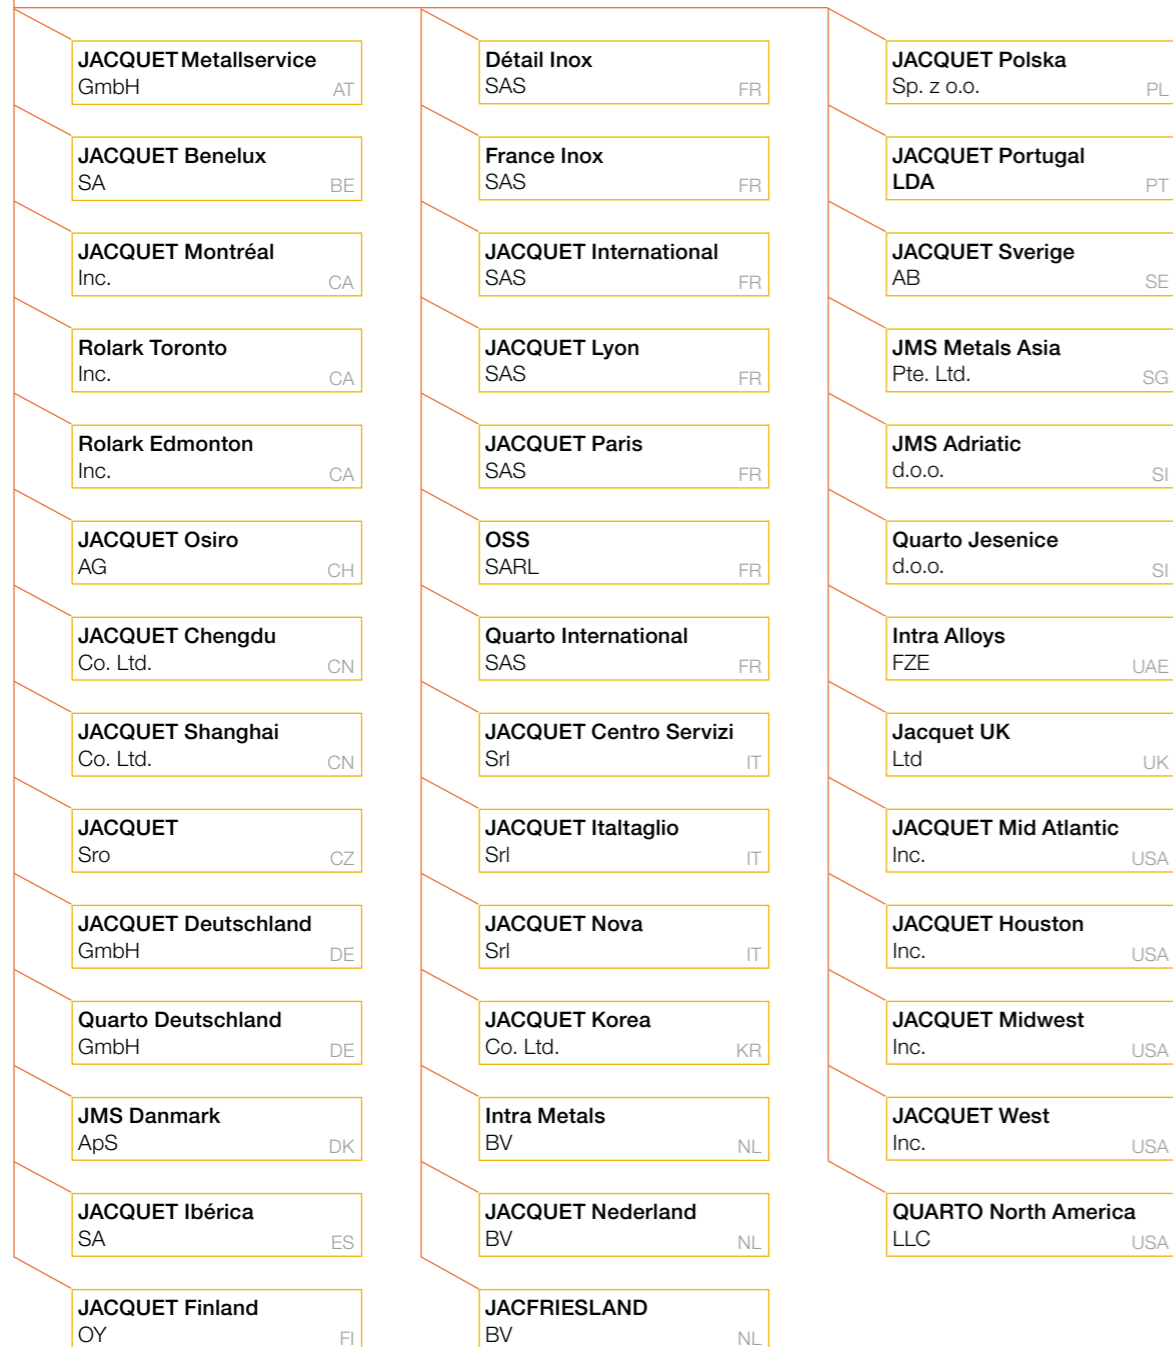 JACQUET Metallservice
GmbH AT
JACQUET Benelux
SA BE
JACQUET Montréal
Inc. CA
Rolark Toronto
Inc. CA
Rolark Edmonton
Inc. CA
JACQUET Osiro
AG CH
JACQUET Chengdu
Co. Ltd. CN
JACQUET Shanghai
Co. Ltd. CN
JACQUET
Sro CZ
JACQUET Deutschland
GmbH DE
Quarto Deutschland
GmbH DE
JMS Danmark
ApS DK
JACQUET Ibérica
SA ES
JACQUET Finland
OY FI
Détail Inox
SAS FR
France Inox
SAS FR
JACQUET International
SAS FR
JACQUET Lyon
SAS FR
JACQUET Paris
SAS FR
OSS
SARL FR
Quarto International
SAS FR
JACQUET Centro Servizi
Srl IT
JACQUET Italtaglio
Srl IT
JACQUET Nova
Srl IT
JACQUET Korea
Co. Ltd. KR
Intra Metals
BV NL
JACQUET Nederland
BV NL
JACFRIESLAND
BV NL
JACQUET Polska
Sp. z o.o. PL
JACQUET Portugal
LDA PT
JACQUET Sverige
AB SE
JMS Metals Asia
Pte. Ltd. SG
JMS Adriatic
d.o.o. SI
Quarto Jesenice
d.o.o. SI
Intra Alloys
FZE UAE
Jacquet UK
Ltd UK
JACQUET Mid Atlantic
Inc. USA
JACQUET Houston
Inc. USA
JACQUET Midwest
Inc. USA
JACQUET West
Inc. USA
QUARTO North America
LLC USA